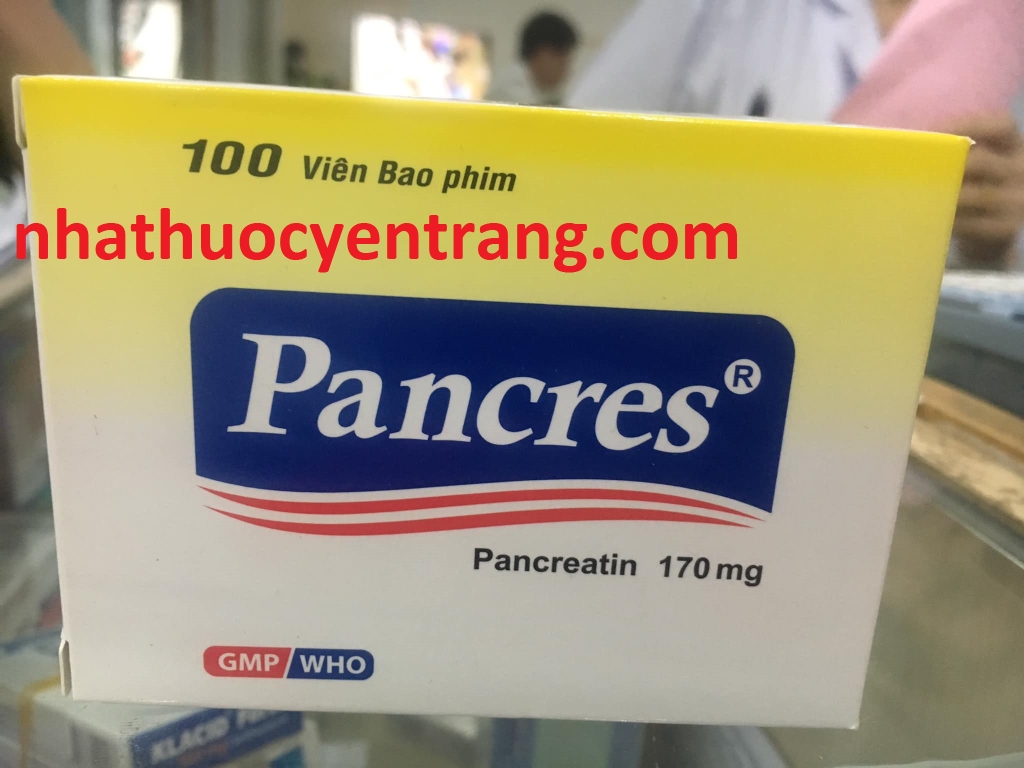 100 Viên Bao phim
nhathuocyentrang.com
Pancres®
Pancreatin 170 mg
GMP/WHO
KLACID